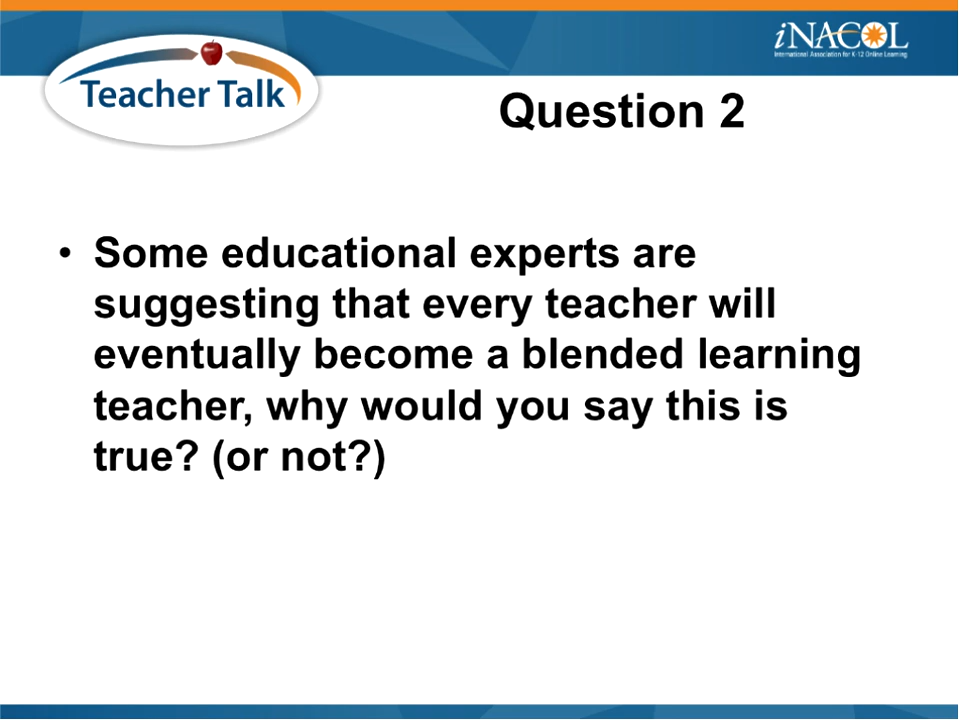 iNACOL
International Association for K-12 Online Learning
Teacher Talk
Question 2
• Some educational experts are
suggesting that every teacher will
eventually become a blended learning
teacher, why would you say this is
true? (or not?)